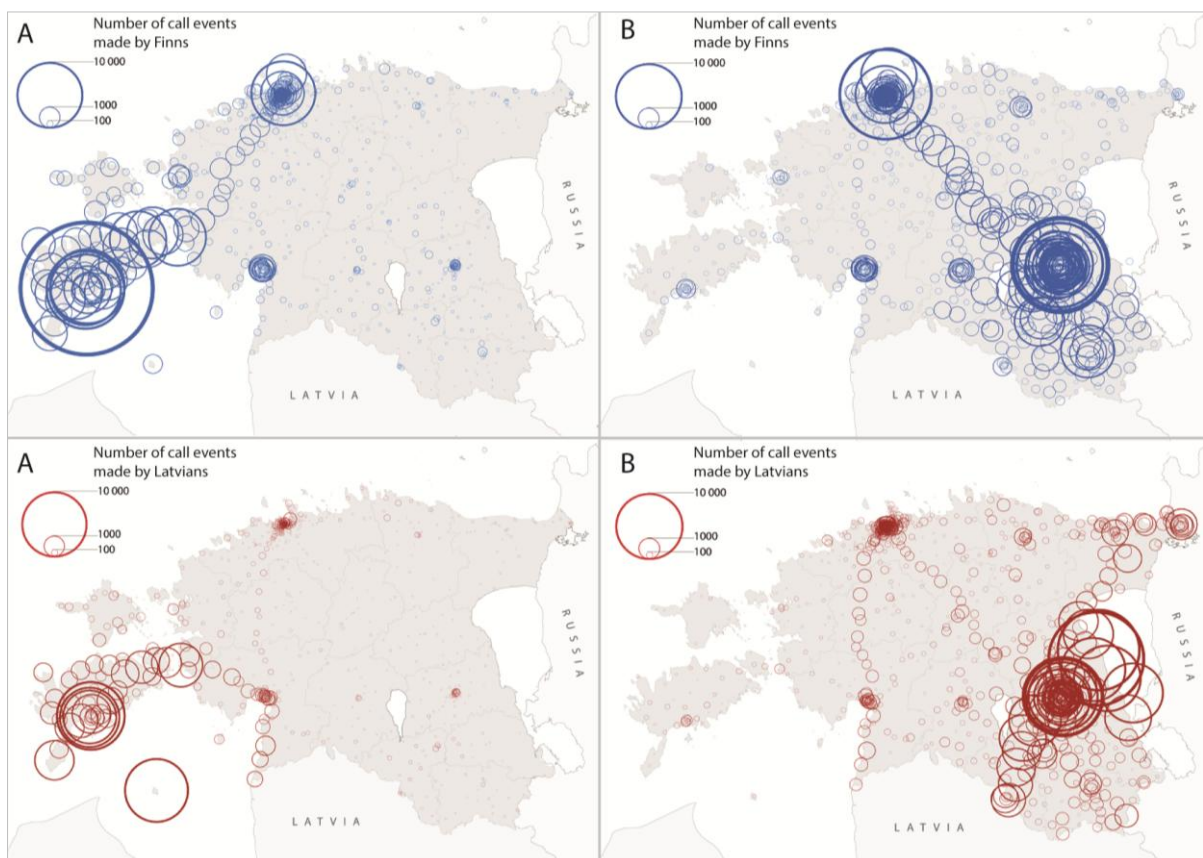 A
Number of call events
made by Finns
10 000
1000
100
RUSSIA
LATVIA
B
Number of call events
made by Finns
10 000
1000
100
RUSSIA
LATVIA
A
Number of call events
made by Latvians
10 000
1000
100
RUSSIA
LATVIA
B
Number of call events
made by Latvians
10 000
1000
100
RUSSIA
LATVIA